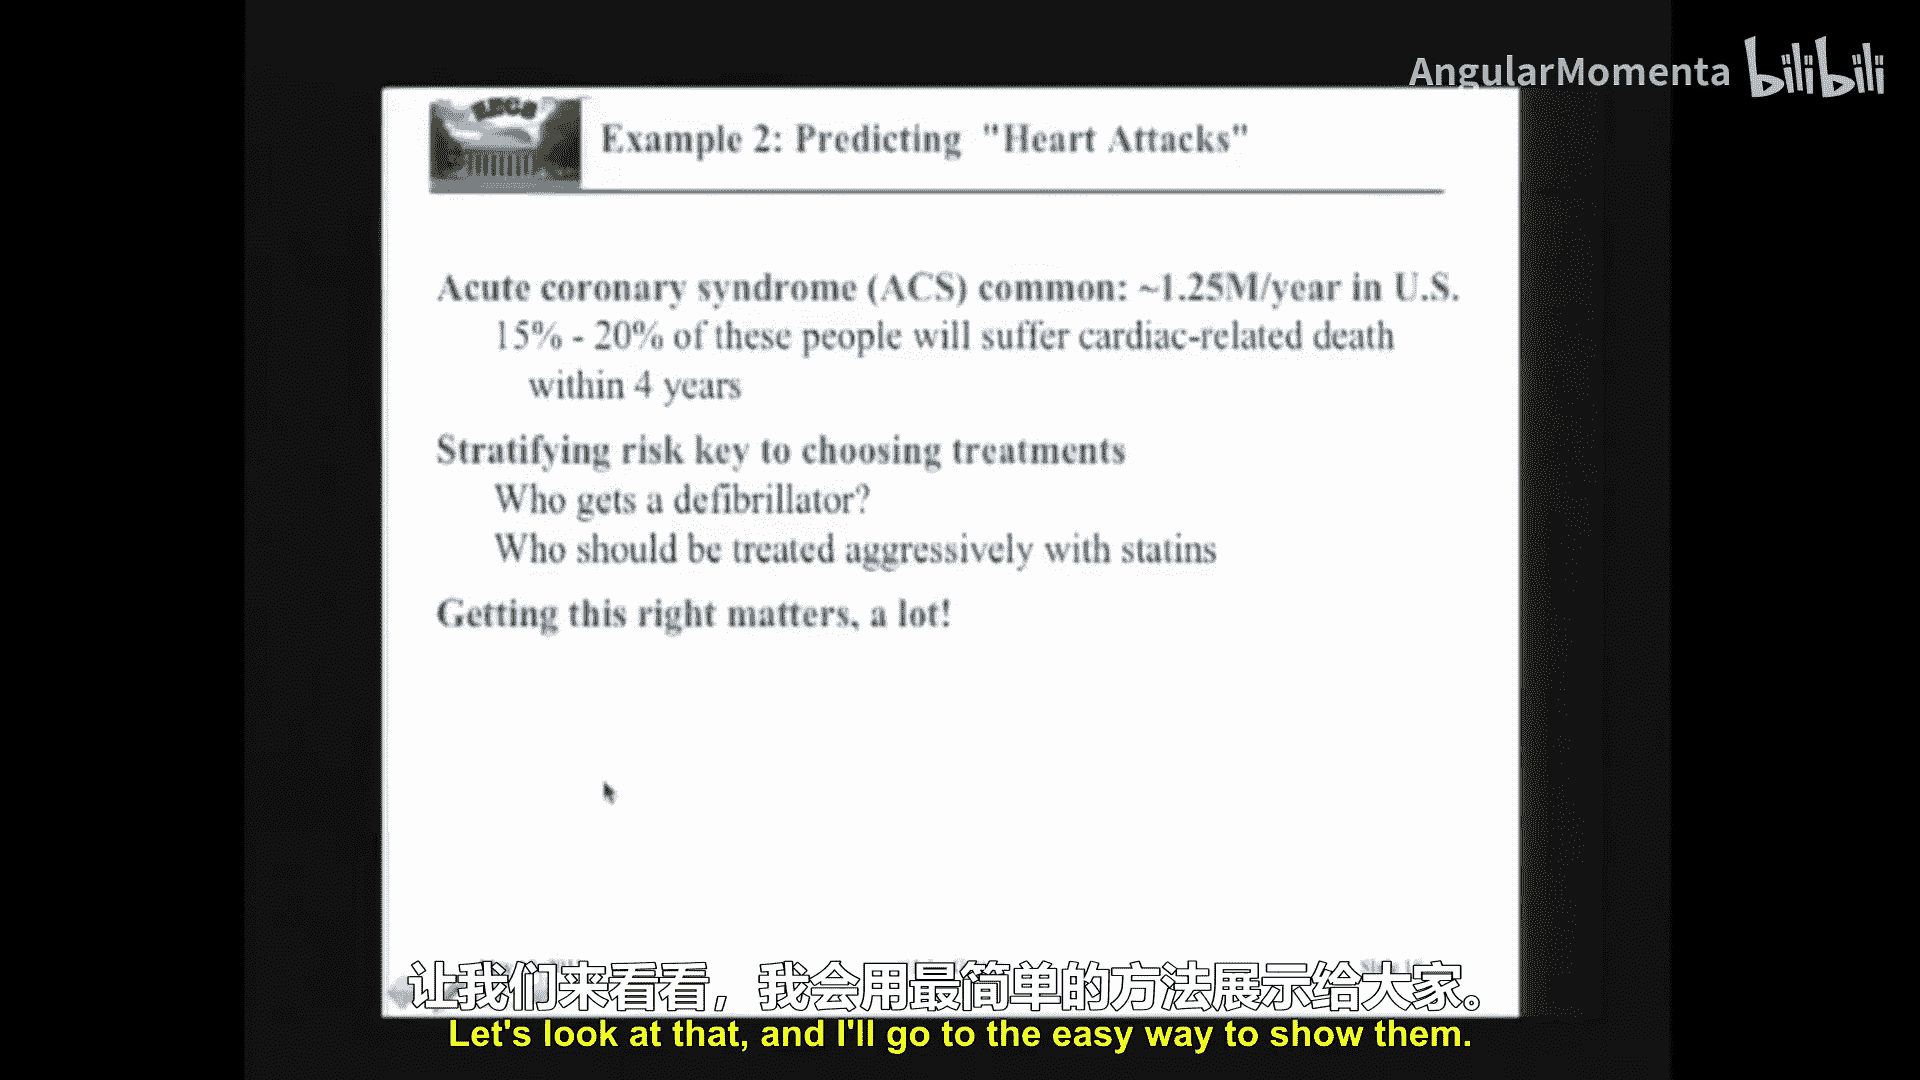 AngularMomenta bilibili
EECS
Example 2: Predicting "Heart Attacks"
Acute coronary syndrome (ACS) common: ~1.25M/year in U.S.
15% - 20% of these people will suffer cardiac-related death
within 4 years
Stratifying risk key to choosing treatments
Who gets a defibrillator?
Who should be treated aggressively with statins
Getting this right matters, a lot!
让我们来看看，我会用最简单的方法展示给大家。
Let's look at that, and I'll go to the easy way to show them.